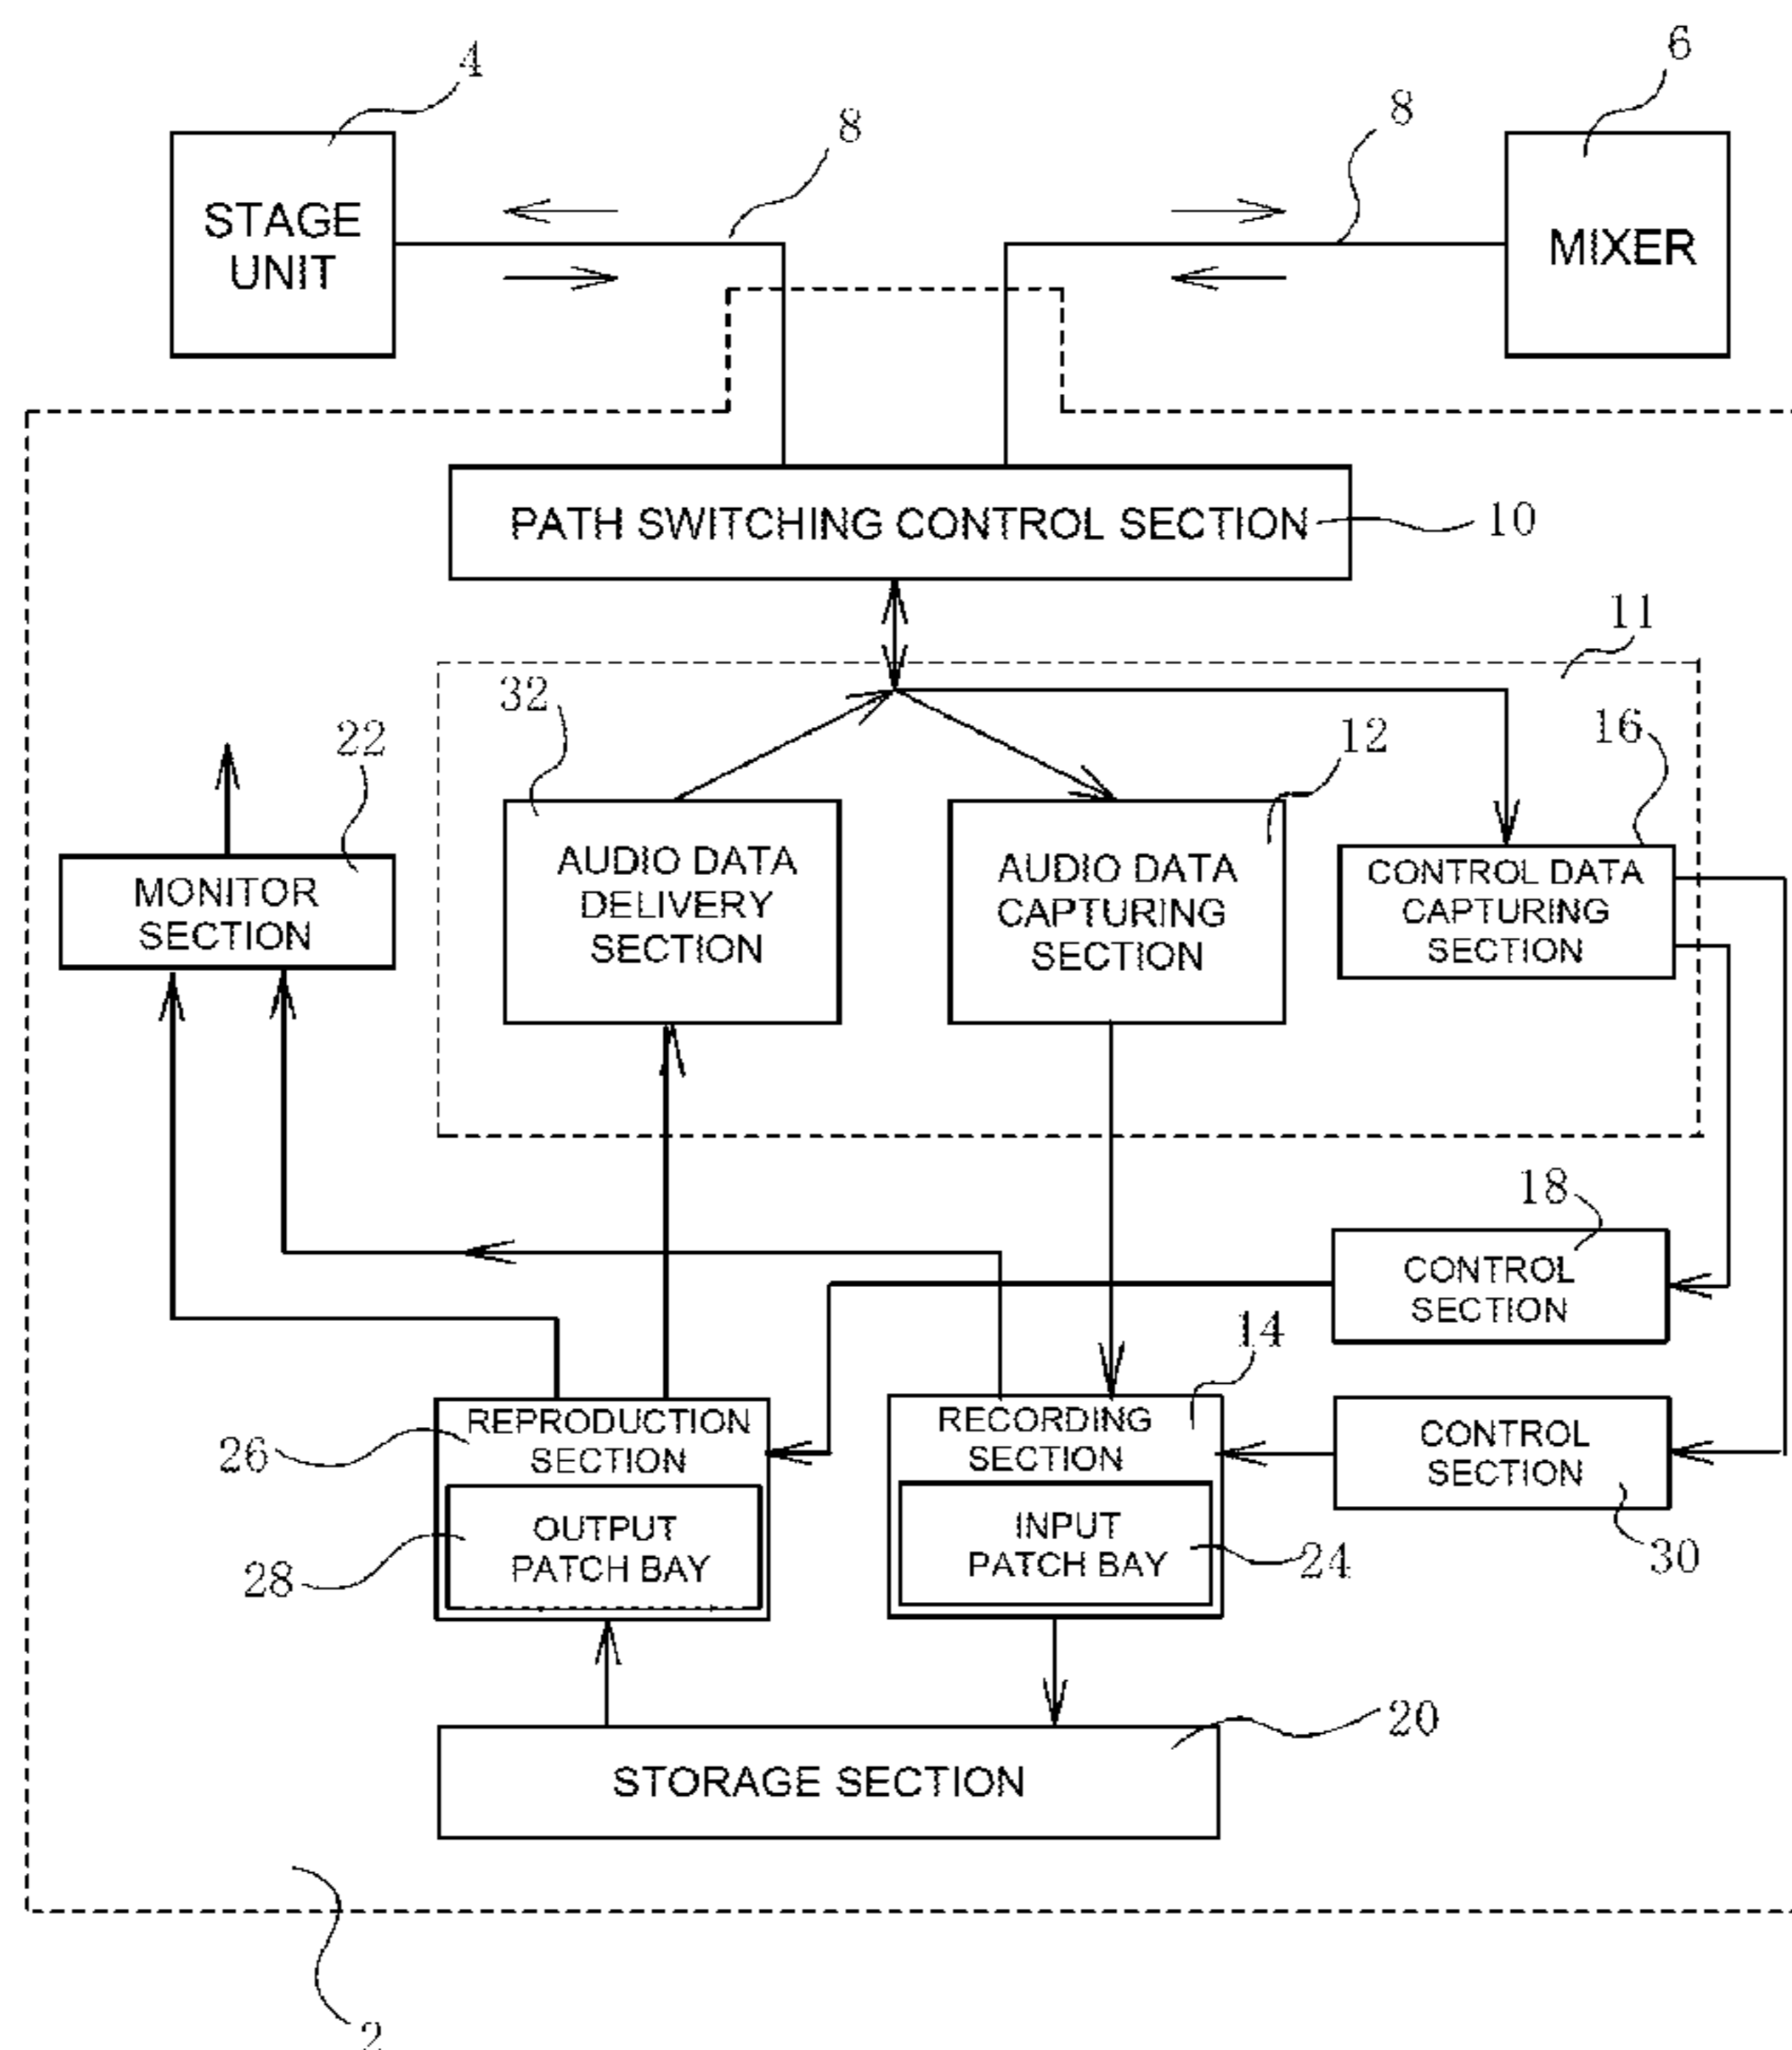 4
8
8
6
STAGE
UNIT
MIXER
PATH SWITCHING CONTROL SECTION
10
11
32
12
16
22
AUDIO DATA
DELIVERY
SECTION
AUDIO DATA
CAPTURING
SECTION
CONTROL DATA
CAPTURING
SECTION
MONITOR
SECTION
18
CONTROL
SECTION
14
REPRODUCTION
SECTION
26
RECORDING
SECTION
CONTROL
SECTION
30
OUTPUT
PATCH BAY
28
INPUT
PATCH BAY
24
20
STORAGE SECTION
2